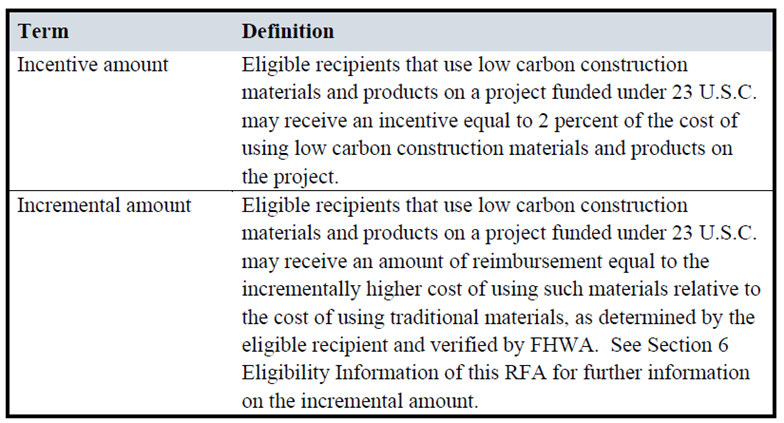 Term Definition
Incentive amount Eligible recipients that use low carbon construction
materials and products on a project funded under 23 U.S.C.
may receive an incentive equal to 2 percent of the cost of
using low carbon construction materials and products on
the project.
Incremental amount Eligible recipients that use low carbon construction
materials and products on a project funded under 23 U.S.C.
may receive an amount of reimbursement equal to the
incrementally higher cost of using such materials relative to
the cost of using traditional materials, as determined by the
eligible recipient and verified by FHWA. See Section 6
Eligibility Information of this RFA for further information
on the incremental amount.